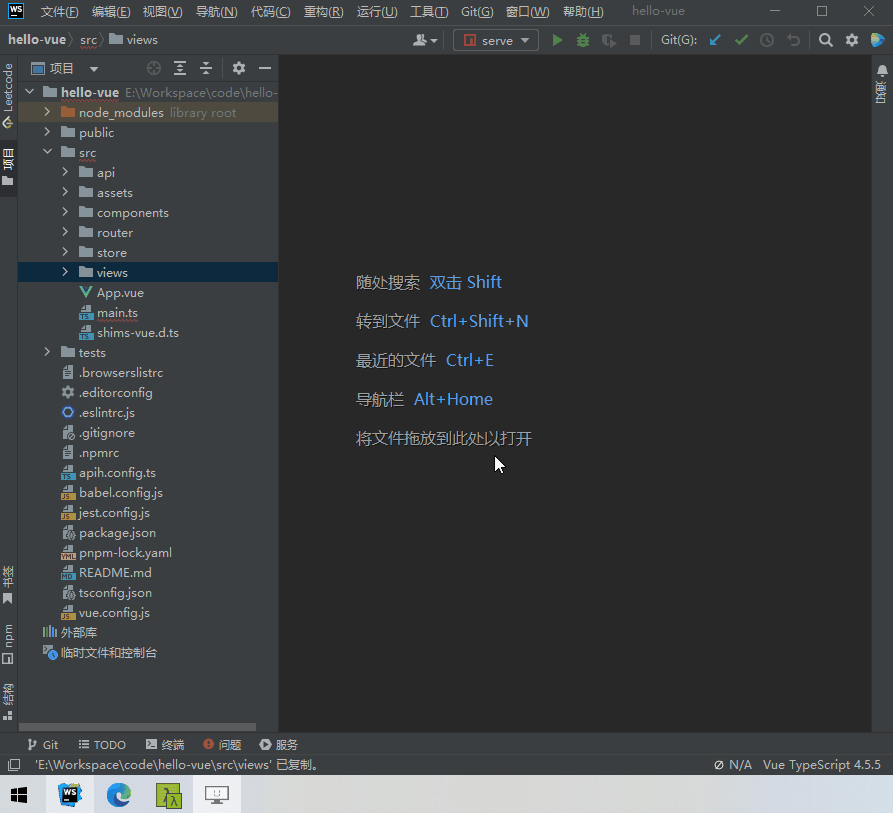 WS 文件(F) 编辑(E) 视图(V) 导航(N) 代码(C) 重构(R) 运行(U) 工具(T) Git(G) 窗口(W) 帮助(H) hello-vue
hello-vue src views serve Git(G):
Leetcode
项目
hello-vue E:\Workspace\code\hello-
node_modules library root
public
项目
src
api
assets
components
router
store
views
App.vue
main.ts
shims-vue.d.ts
tests
.browserslistrc
.editorconfig
.eslintrc.js
.gitignore
.npmrc
apih.config.ts
babel.config.js
jest.config.js
package.json
pnpm-lock.yaml
README.md
tsconfig.json
vue.config.js
外部库
临时文件和控制台
书签
npm
结构
随处搜索 双击 Shift
转到文件 Ctrl+Shift+N
最近的文件 Ctrl+E
导航栏 Alt+Home
将文件拖放到此处以打开
通知
Git TODO 终端 问题 服务
'E:\Workspace\code\hello-vue\src\views' 已复制。 N/A Vue TypeScript 4.5.5
WS